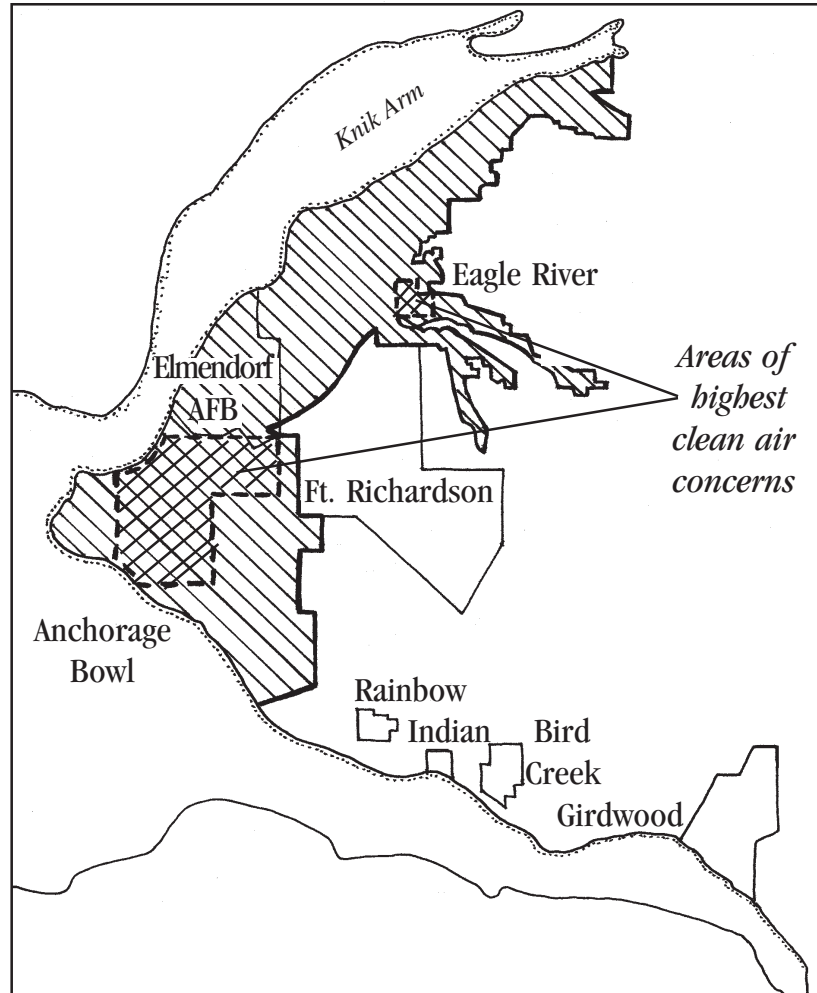 Knik Arm
Eagle River
Elmendorf
AFB
Areas of
highest
clean air
concerns
Ft. Richardson
Anchorage
Bowl
Rainbow
Indian
Bird
Creek
Girdwood